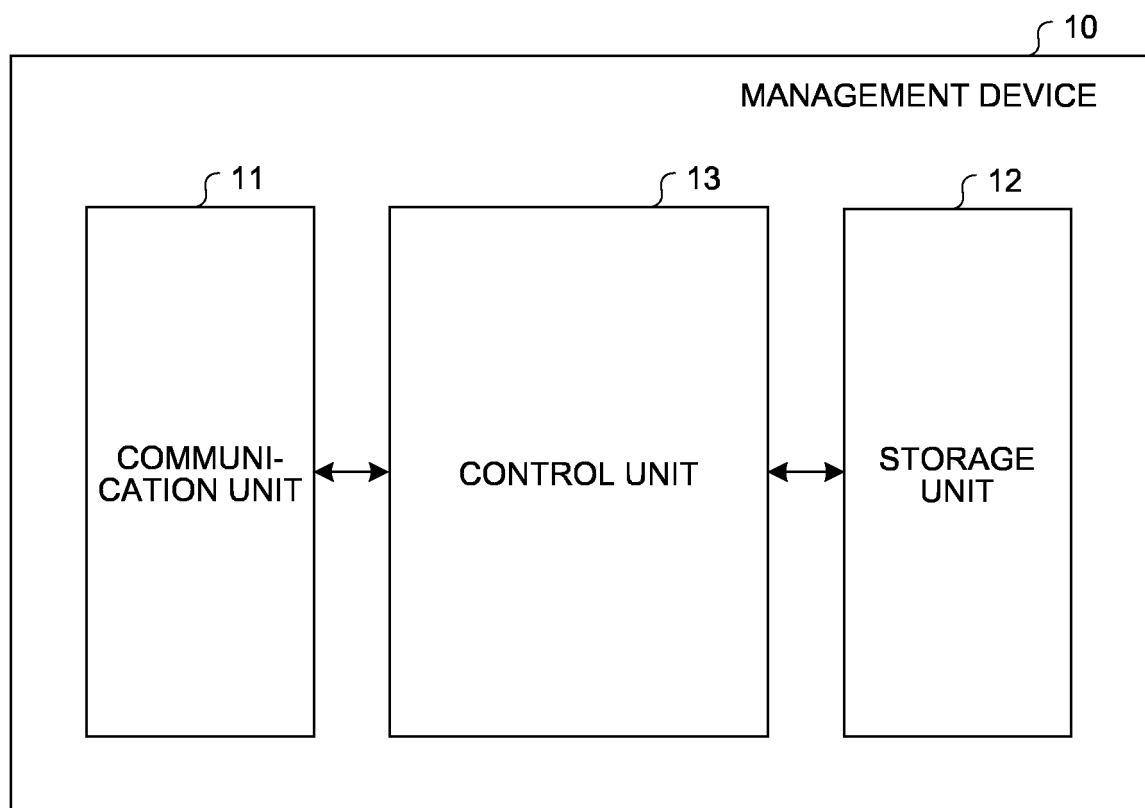 10
MANAGEMENT DEVICE
11
13
12
COMMUNI-
CATION UNIT
CONTROL UNIT
STORAGE
UNIT